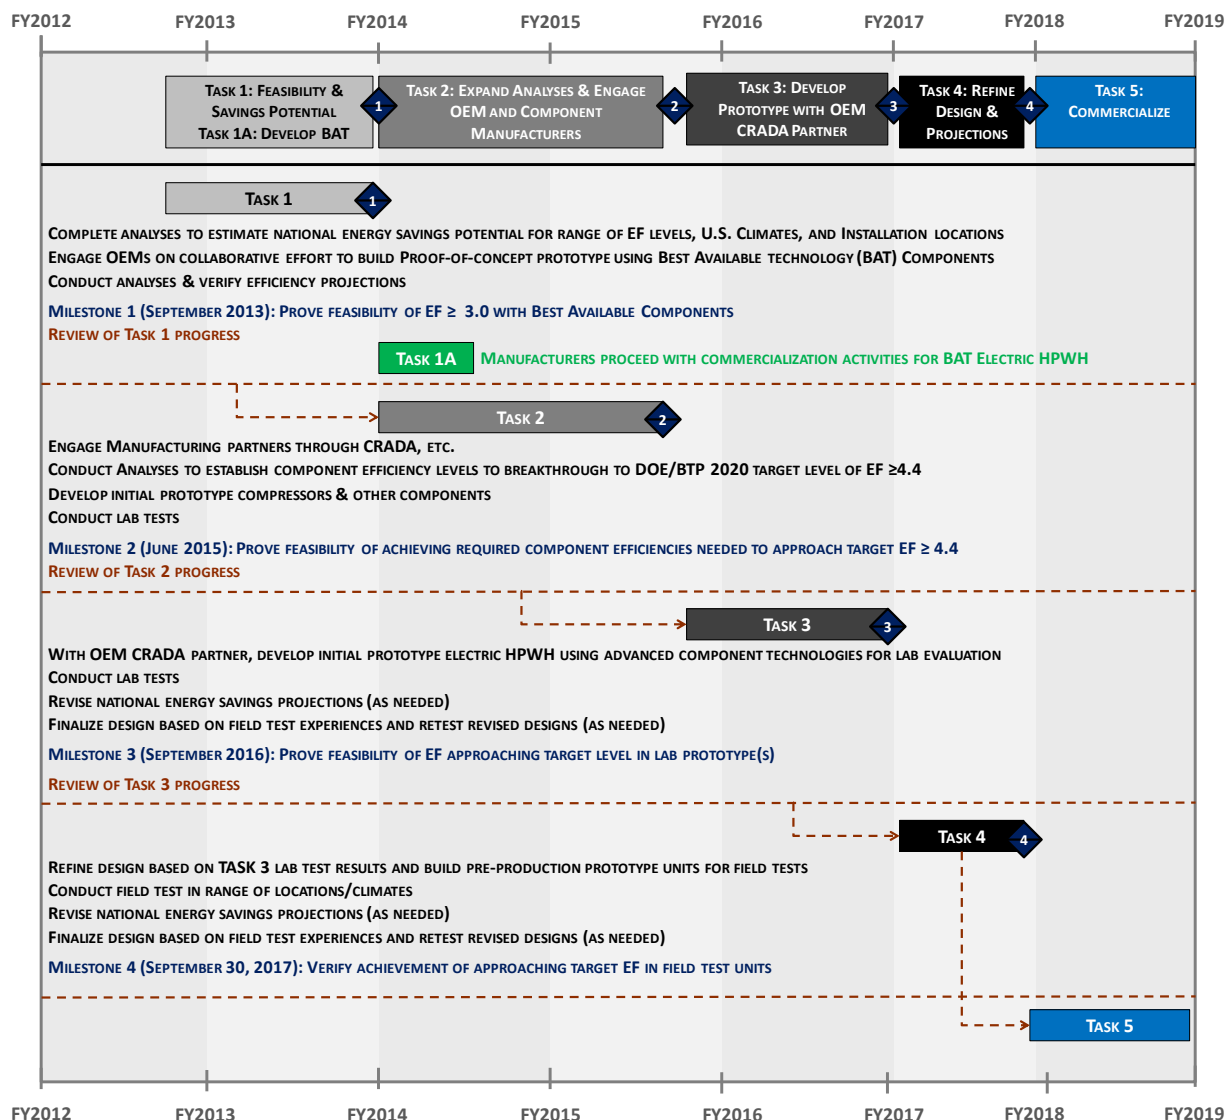 FY2012 FY2013 FY2014 FY2015 FY2016 FY2017 FY2018 FY2019
Task 1: Feasibility &
Savings Potential
Task 1A: Develop BAT
1
Task 2: Expand Analyses & Engage
OEM and Component
Manufacturers
2
Task 3: Develop
Prototype with OEM
CRADA Partner
3
Task 4: Refine
Design &
Projections
4
Task 5:
Commercialize
Task 1
1
Complete analyses to estimate national energy savings potential for range of EF levels, U.S. Climates, and Installation locations
Engage OEMs on collaborative effort to build Proof-of-concept prototype using Best Available technology (BAT) Components
Conduct analyses & verify efficiency projections
Milestone 1 (September 2013): Prove feasibility of EF ≥ 3.0 with Best Available Components
Review of Task 1 progress
Task 1A Manufacturers proceed with commercialization activities for BAT Electric HPWH
Task 2
2
Engage Manufacturing partners through CRADA, etc.
Conduct Analyses to establish component efficiency levels to breakthrough to DOE/BTP 2020 target level of EF ≥4.4
Develop initial prototype compressors & other components
Conduct lab tests
Milestone 2 (June 2015): Prove feasibility of achieving required component efficiencies needed to approach target EF ≥ 4.4
Review of Task 2 progress
Task 3
3
With OEM CRADA partner, develop initial prototype electric HPWH using advanced component technologies for lab evaluation
Conduct lab tests
Revise national energy savings projections (as needed)
Finalize design based on field test experiences and retest revised designs (as needed)
Milestone 3 (September 2016): Prove feasibility of EF approaching target level in lab prototype(s)
Review of Task 3 progress
Task 4
4
Refine design based on TASK 3 lab test results and build pre-production prototype units for field tests
Conduct field test in range of locations/climates
Revise national energy savings projections (as needed)
Finalize design based on field test experiences and retest revised designs (as needed)
Milestone 4 (September 30, 2017): Verify achievement of approaching target EF in field test units
Task 5
FY2012 FY2013 FY2014 FY2015 FY2016 FY2017 FY2018 FY2019